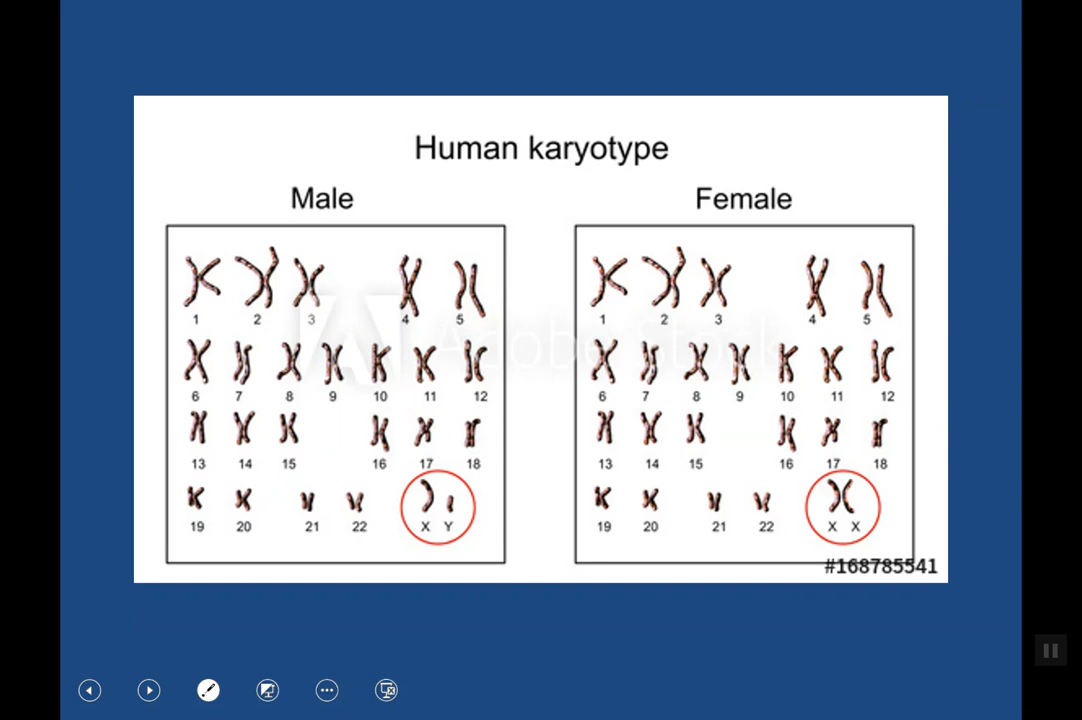 Human karyotype
Male
Female
1 2 3 4 5
6 7 8 9 10 11 12
13 14 15 16 17 18
19 20 21 22 X Y
1 2 3 4 5
6 7 8 9 10 11 12
13 14 15 16 17 18
19 20 21 22 X X
Adobe Stock
#168785541